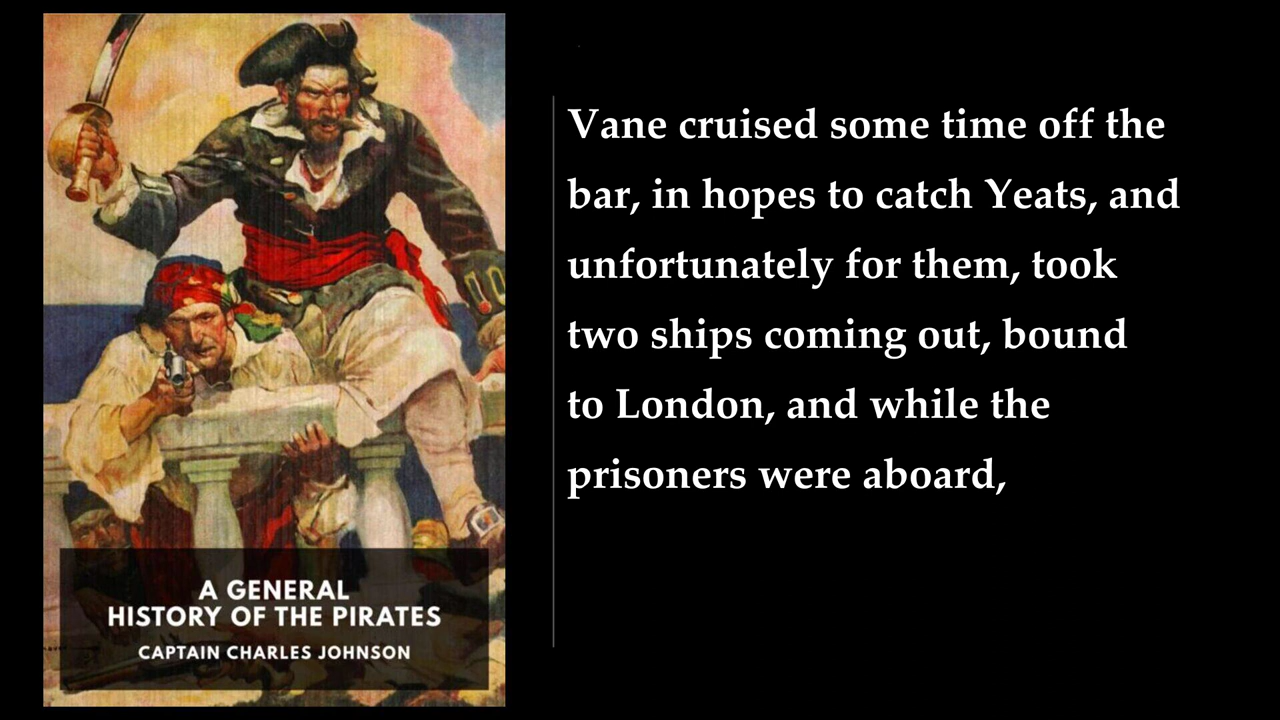 A GENERAL
HISTORY OF THE PIRATES
CAPTAIN CHARLES JOHNSON
Vane cruised some time off the
bar, in hopes to catch Yeats, and
unfortunately for them, took
two ships coming out, bound
to London, and while the
prisoners were aboard,